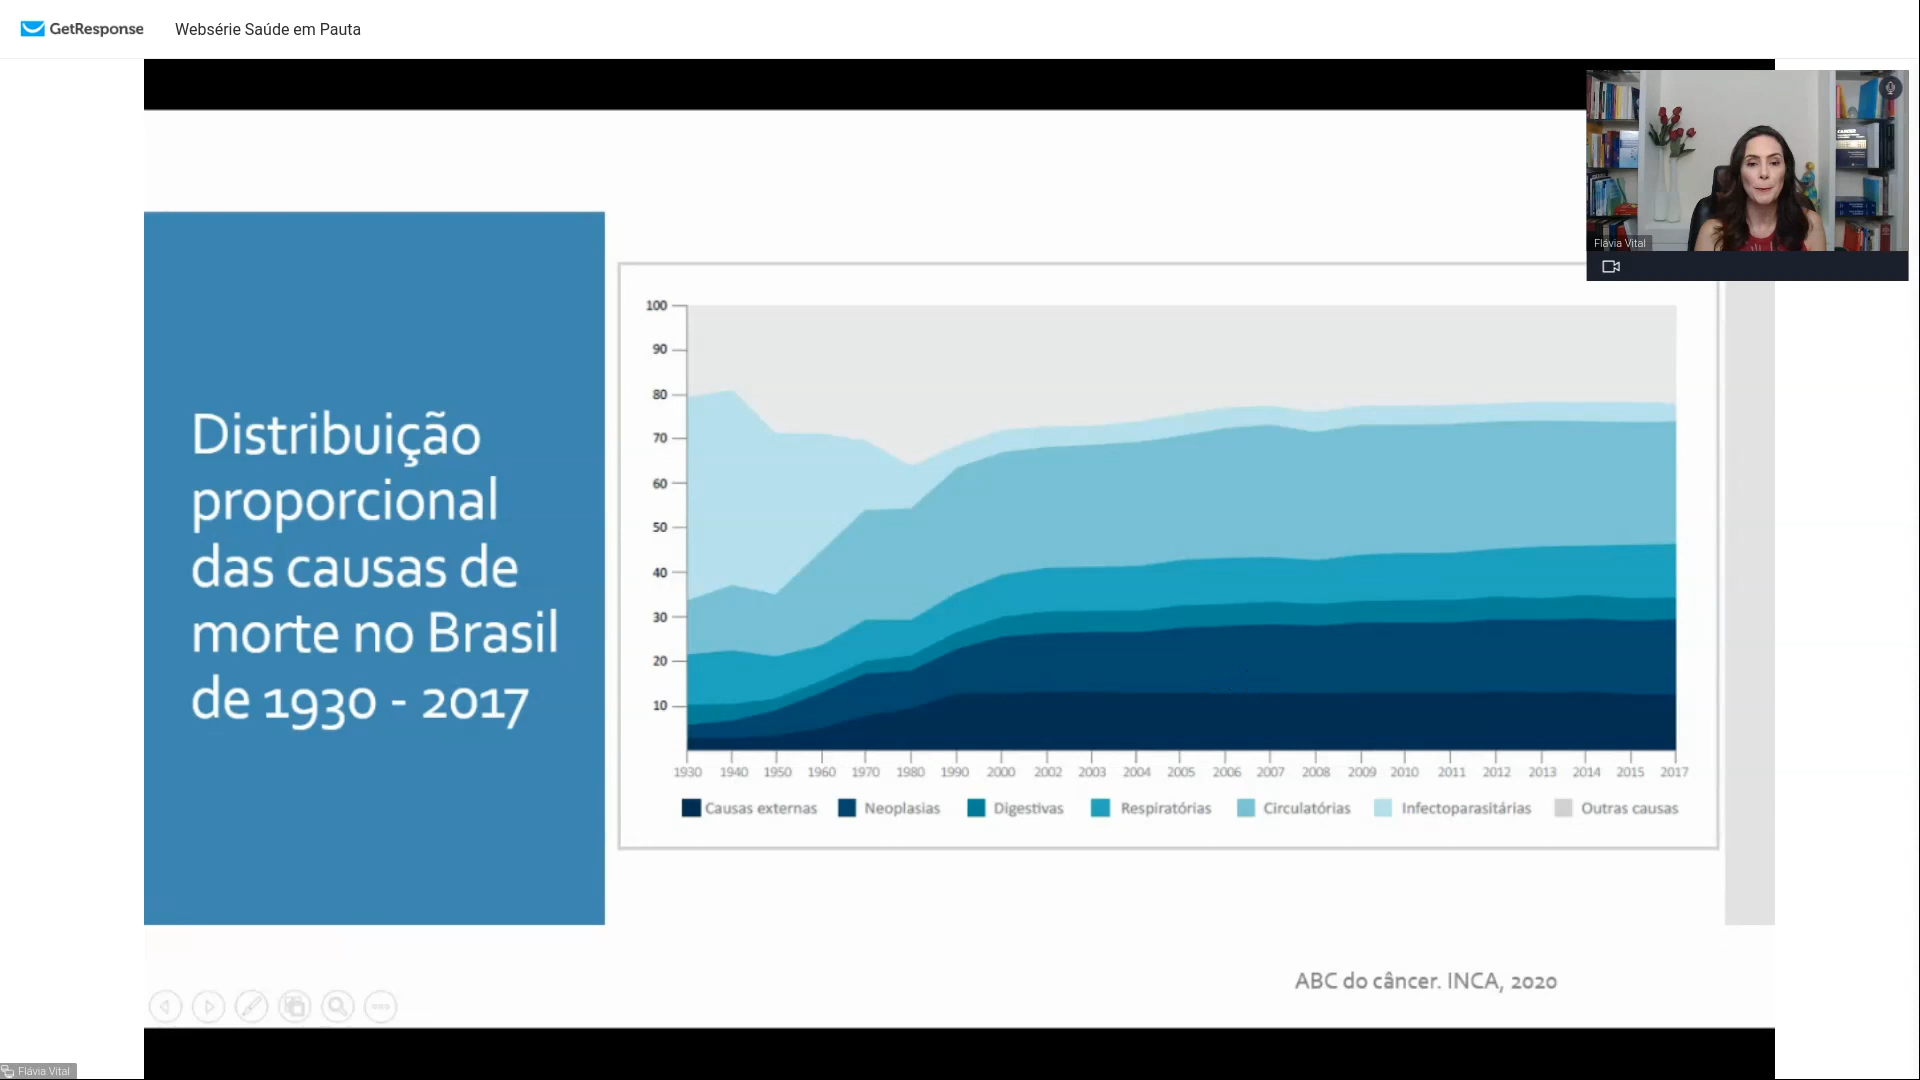 GetResponse
Websérie Saúde em Pauta
Flávia Vital
Distribuição
proporcional
das causas de
morte no Brasil
de 1930 - 2017
100
90
80
70
60
50
40
30
20
10
1930 1940 1950 1960 1970 1980 1990 2000 2002 2003 2004 2005 2006 2007 2008 2009 2010 2011 2012 2013 2014 2015 2017
Causas externas Neoplasias Digestivas Respiratórias Circulatórias Infectoparasitárias Outras causas
ABC do câncer. INCA, 2020
Flávia Vital